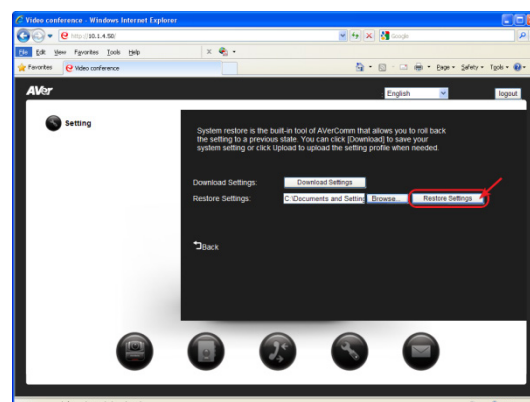 Video conference - Windows Internet Explorer
http://10.1.4.50/
Google
File Edit View Favorites Tools Help
Favorites Video conference
Page Safety Tools
AVer
English
logout
Setting
System restore is the built-in tool of AVerComm that allows you to roll back
the setting to a previous state. You can click [Download] to save your
system setting or click Upload to upload the setting profile when needed.
Download Settings: Download Settings
Restore Settings: C:\Documents and Setting Browse... Restore Settings
Back